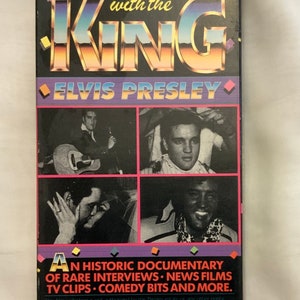 with the
KING
ELVIS PRESLEY
AN HISTORIC DOCUMENTARY
OF RARE INTERVIEWS • NEWS FILMS
TV CLIPS • COMEDY BITS AND MORE.